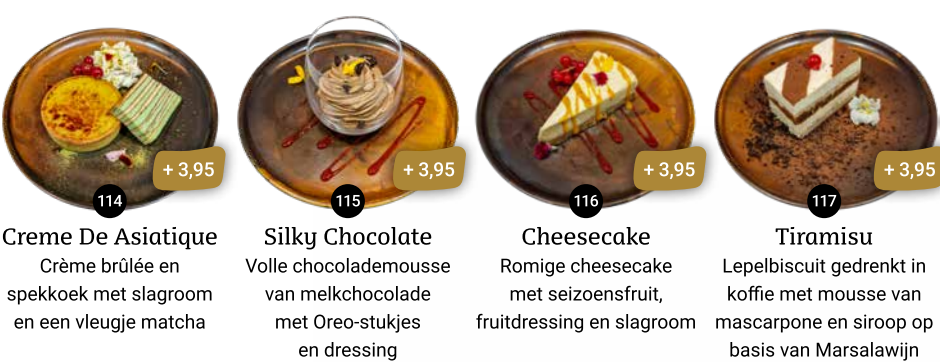 + 3,95
114
Creme De Asiatique
Crème brûlée en
spekkoek met slagroom
en een vleugje matcha
+ 3,95
115
Silky Chocolate
Volle chocolademousse
van melkchocolade
met Oreo-stukjes
en dressing
+ 3,95
116
Cheesecake
Romige cheesecake
met seizoensfruit,
fruitdressing en slagroom
+ 3,95
117
Tiramisu
Lepelbiscuit gedrenkt in
koffie met mousse van
mascarpone en siroop op
basis van Marsalawijn